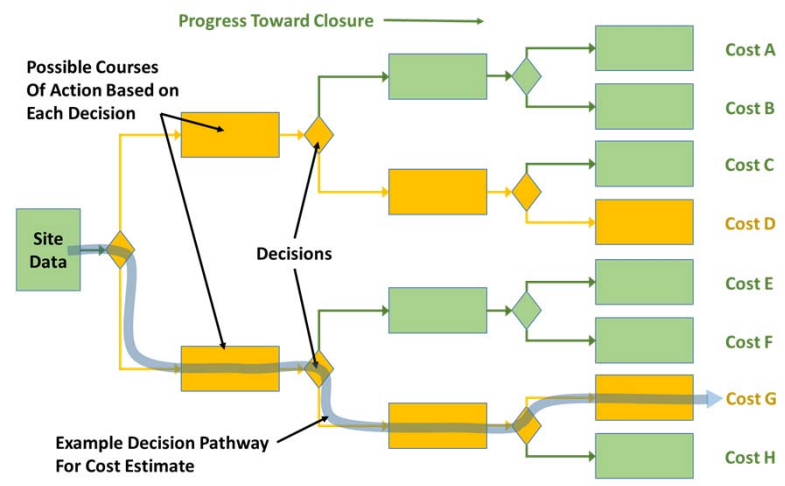 Progress Toward Closure
Possible Courses
Of Action Based on
Each Decision
Cost A
Cost B
Cost C
Cost D
Site
Data
Decisions
Cost E
Cost F
Cost G
Example Decision Pathway
For Cost Estimate
Cost H